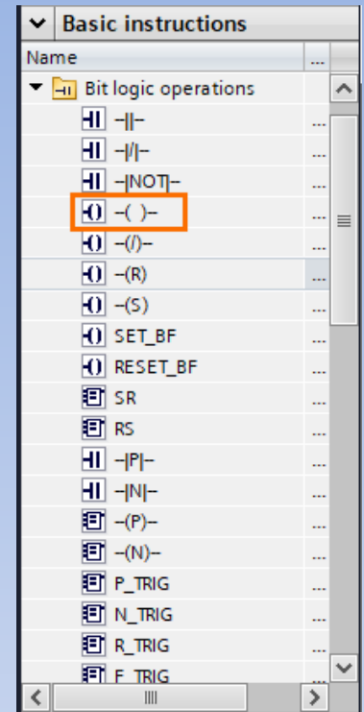 Basic instructions
Name ...
Bit logic operations
-||- ...
-|/|- ...
-|NOT|- ...
-( )- ...
-(/)- ...
-(R) ...
-(S) ...
SET_BF ...
RESET_BF ...
SR ...
RS ...
-|P|- ...
-|N|- ...
-(P)- ...
-(N)- ...
P_TRIG ...
N_TRIG ...
R_TRIG ...
F_TRIG ...